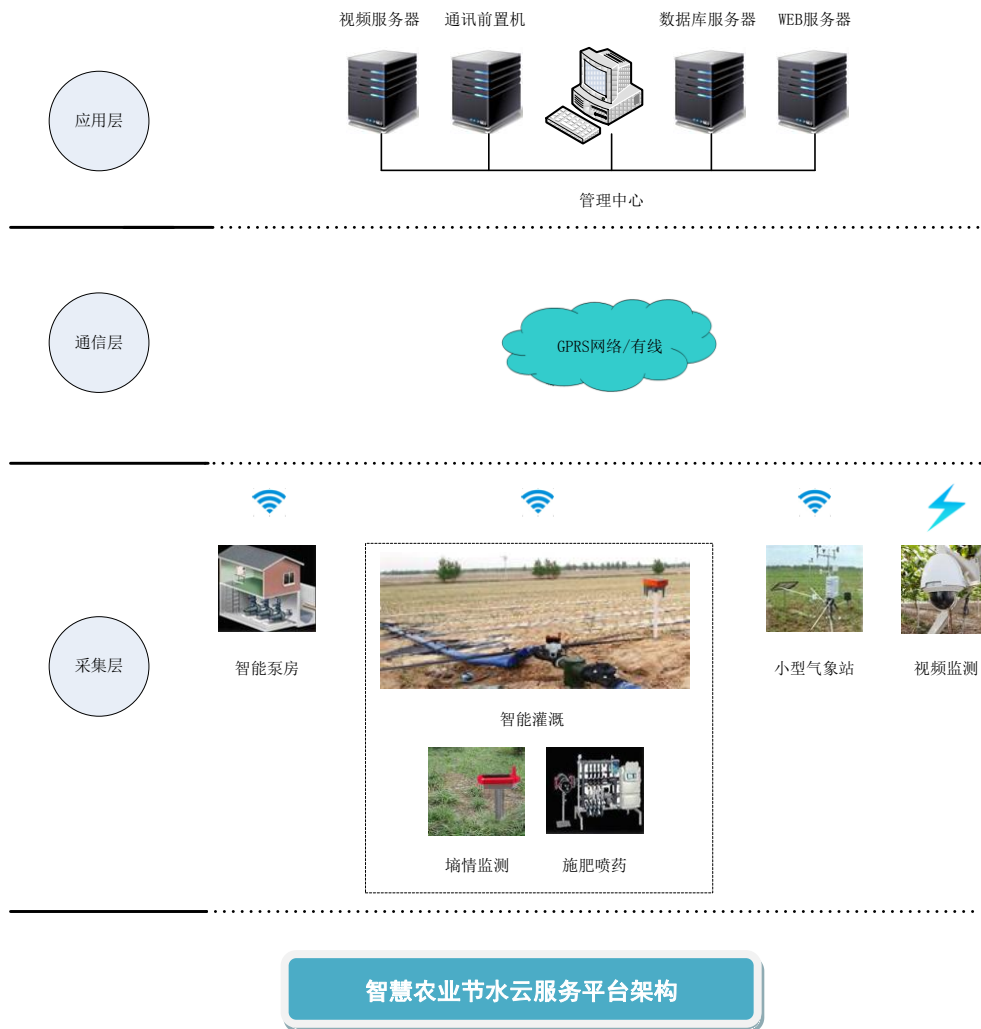 视频服务器
通讯前置机
数据库服务器
WEB服务器
应用层
管理中心
通信层
GPRS网络/有线
采集层
智能泵房
小型气象站
视频监测
智能灌溉
墒情监测
施肥喷药
智慧农业节水云服务平台架构